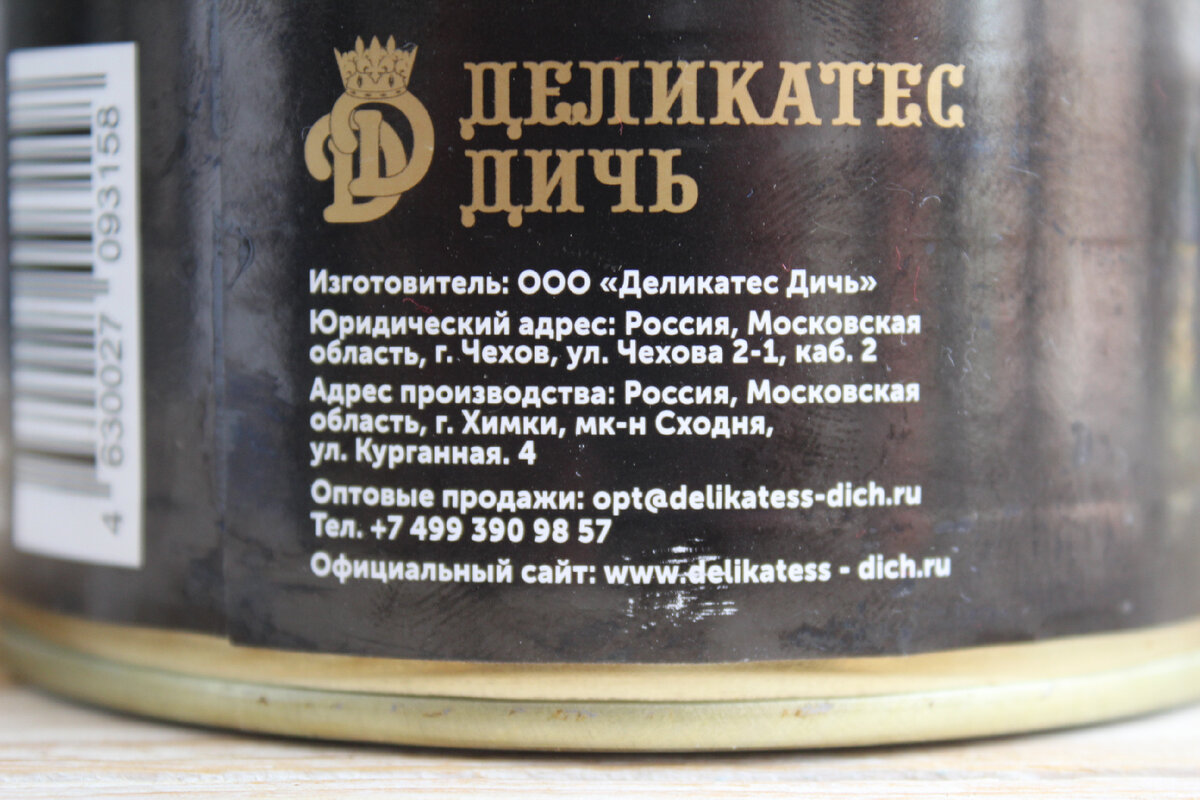 ДЕЛИКАТЕС
ДИЧЬ
Изготовитель: ООО «Деликатес Дичь»
Юридический адрес: Россия, Московская
область, г. Чехов, ул. Чехова 2-1, каб. 2
Адрес производства: Россия, Московская
область, г. Химки, мк-н Сходня,
ул. Курганная. 4
Оптовые продажи: opt@delikatess-dich.ru
Тел. +7 499 390 98 57
Официальный сайт: www.delikatess - dich.ru
4 630027 093158